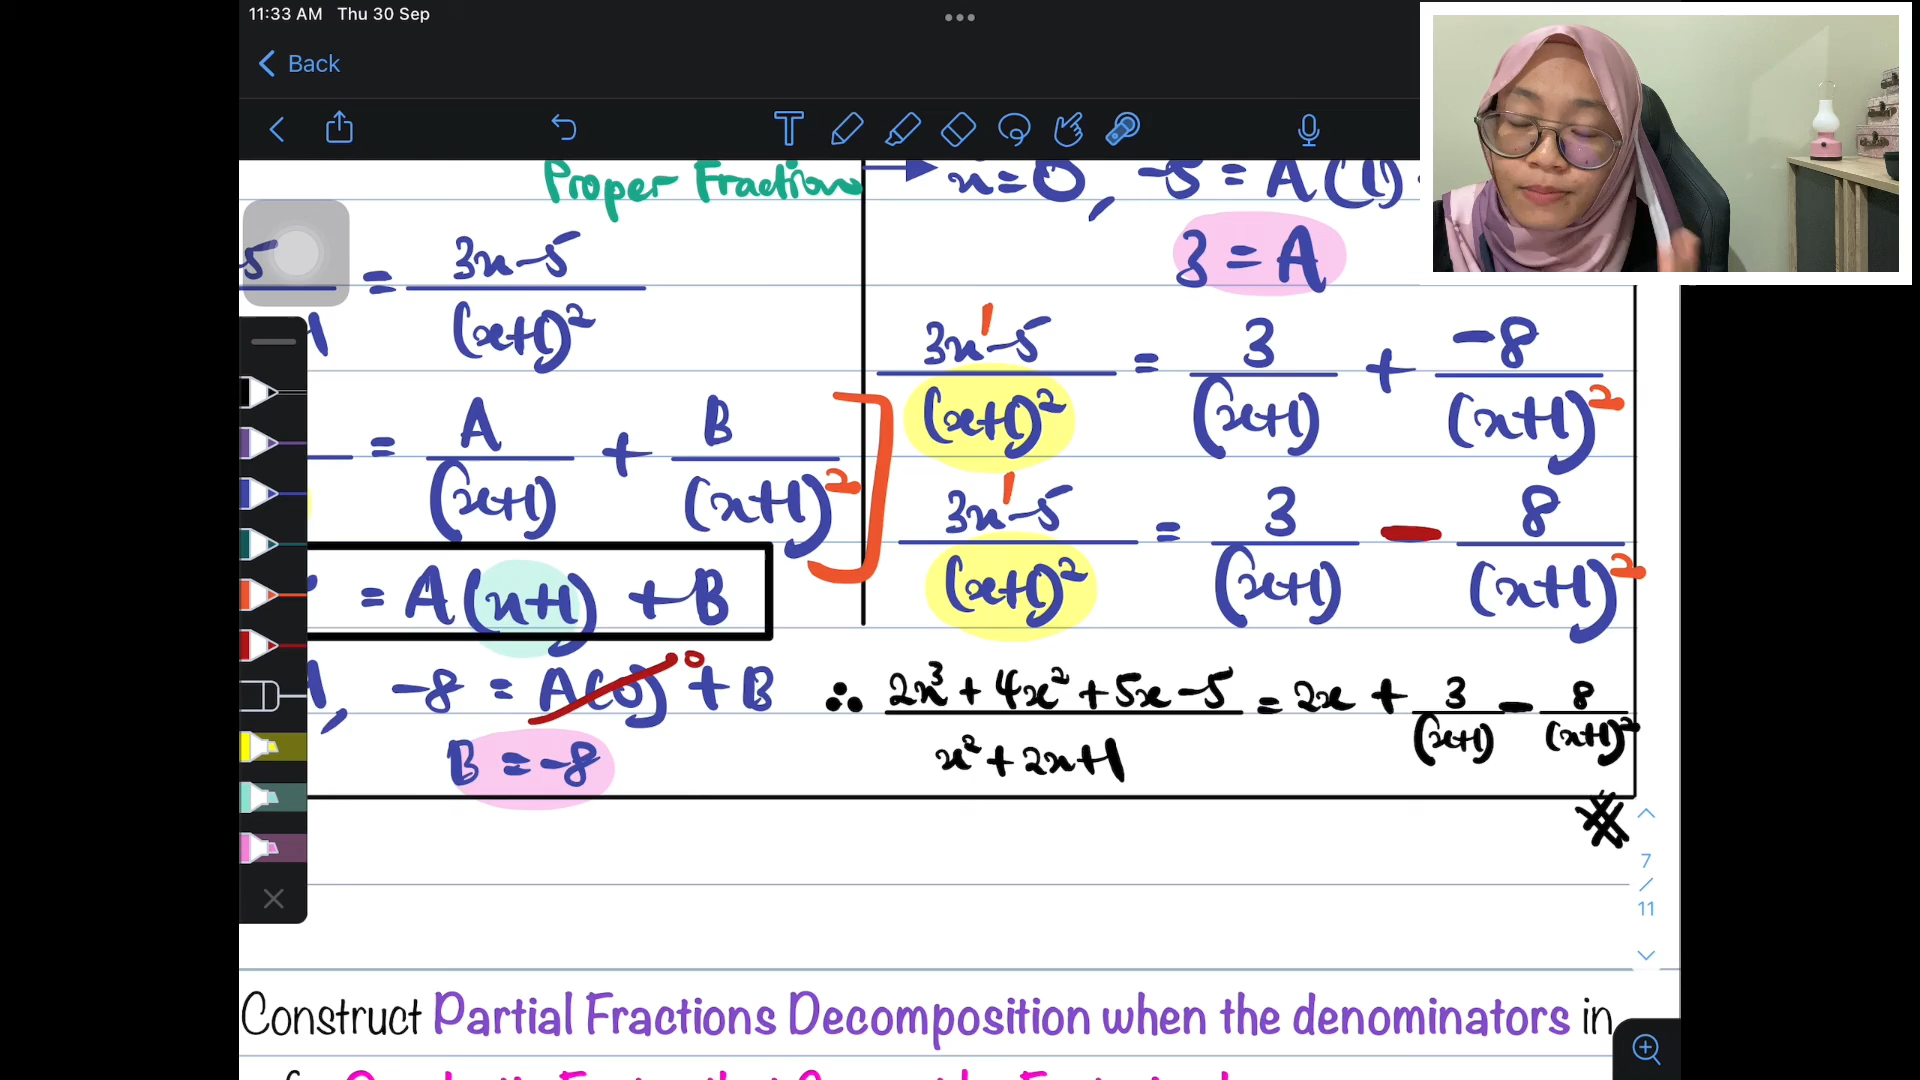 11:33 AM Thu 30 Sep
Back
Proper Fractions
= 3x-5 / (x+1)²
= A / (x+1) + B / (x+1)²
= A(x+1) + B
, -8 = A(0) 0 + B
B = -8
x=0, -5 = A(1)
3 = A
3x¹-5 / (x+1)² = 3 / (x+1) + -8 / (x+1)²
3x¹-5 / (x+1)² = 3 / (x+1) - 8 / (x+1)²
∴ 2x³ + 4x² + 5x - 5 / x² + 2x + 1 = 2x + 3 / (x+1) - 8 / (x+1)²
7
/
11
Construct Partial Fractions Decomposition when the denominators in